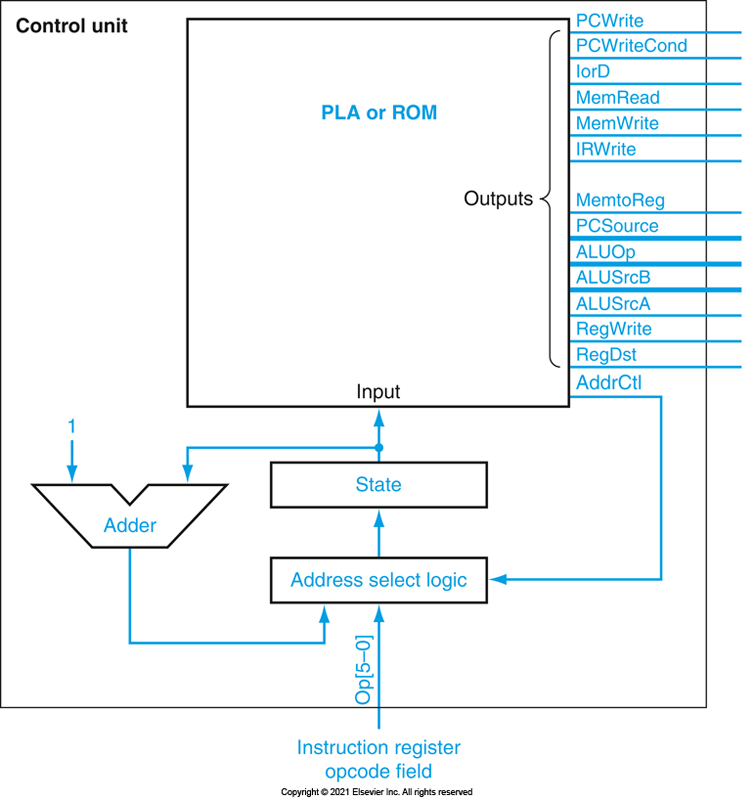 Control unit
PLA or ROM
Outputs
PCWrite
PCWriteCond
IorD
MemRead
MemWrite
IRWrite
MemtoReg
PCSource
ALUOp
ALUSrcB
ALUSrcA
RegWrite
RegDst
AddrCtl
Input
1
State
Adder
Address select logic
Op[5–0]
Instruction register
opcode field
Copyright © 2021 Elsevier Inc. All rights reserved